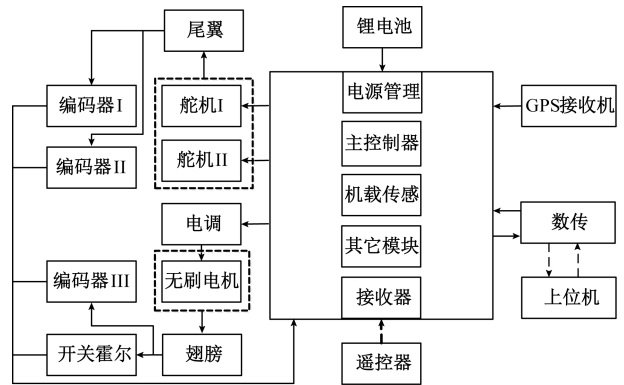 尾翼
锂电池
编码器I
舵机I
电源管理
GPS接收机
主控制器
编码器II
舵机II
机载传感
电调
数传
其它模块
编码器III
无刷电机
接收器
上位机
开关霍尔
翅膀
遥控器